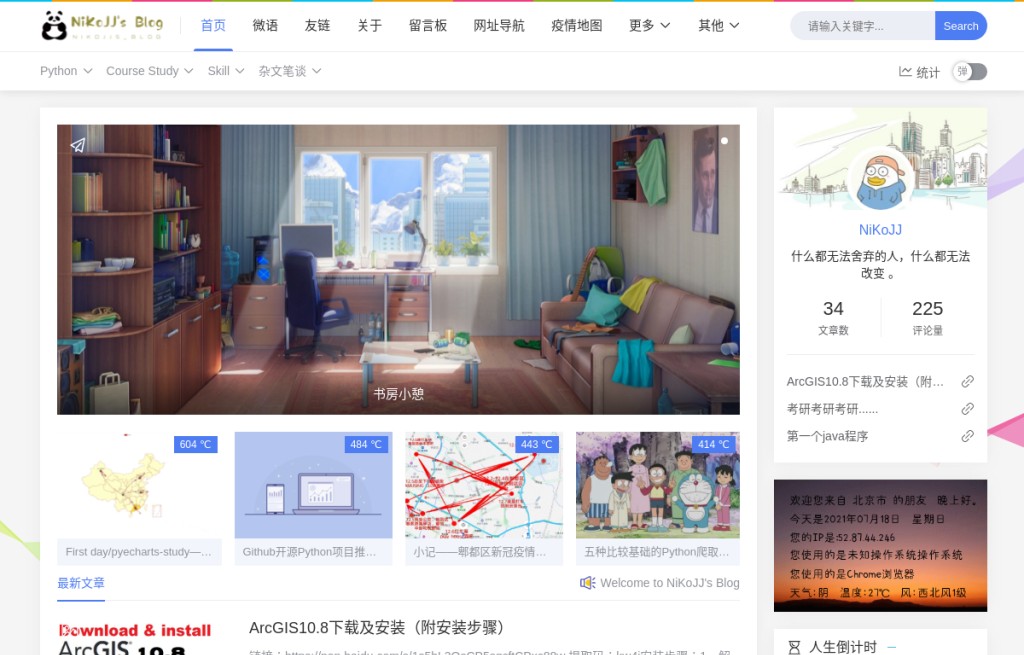 NiKoJJ's Blog
NIKOJJS_BLOG
首页 微语 友链 关于 留言板 网址导航 疫情地图 更多 其他
请输入关键字... Search
Python Course Study Skill 杂文笔谈
统计 弹
书房小憩
604 ℃
484 ℃
443 ℃
414 ℃
First day/pyecharts-study—...
Github开源Python项目推...
小记——郫都区新冠疫情...
五种比较基础的Python爬取...
最新文章
Welcome to NiKoJJ's Blog
Download & install
ArcGIS 10.8
ArcGIS10.8下载及安装（附安装步骤）
NiKoJJ
什么都无法舍弃的人，什么都无法
改变 。
34 225
文章数 评论量
ArcGIS10.8下载及安装（附...
考研考研考研......
第一个java程序
欢迎您来自 北京市 的朋友 晚上好。
今天是2021年07月18日 星期日
您的IP是:52.87.44.246
您使用的是未知操作系统操作系统
您使用的是Chrome浏览器
天气:阴 温度:27℃ 风:西北风1级
人生倒计时